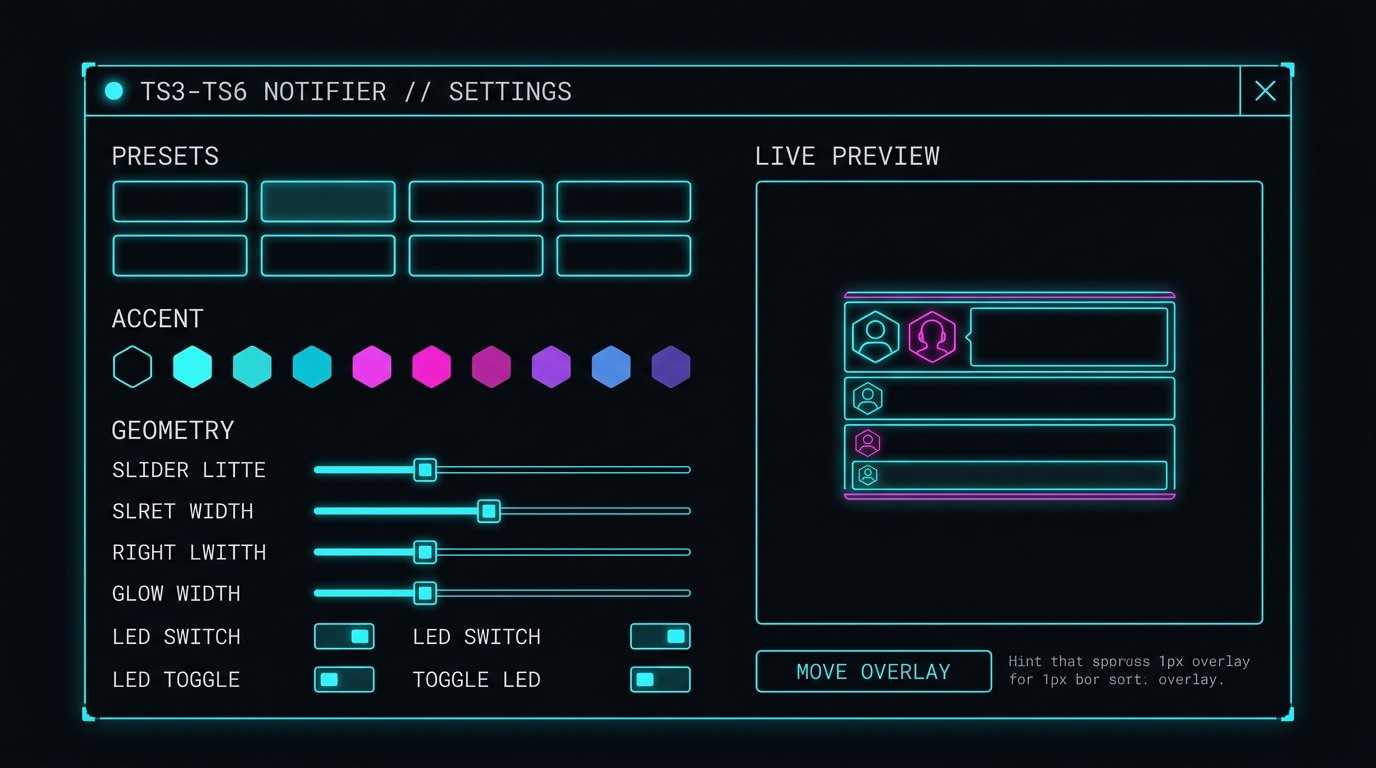 TS3-TS6 NOTIFIER // SETTINGS
PRESETS
ACCENT
GEOMETRY
SLIDER LITTE
SLRET WIDTH
RIGHT LWITTH
GLOW WIDTH
LED SWITCH
LED SWITCH
LED TOGGLE
TOGGLE LED
LIVE PREVIEW
MOVE OVERLAY
Hint that sppruss 1px overlay
for 1px bor sort. overlay.